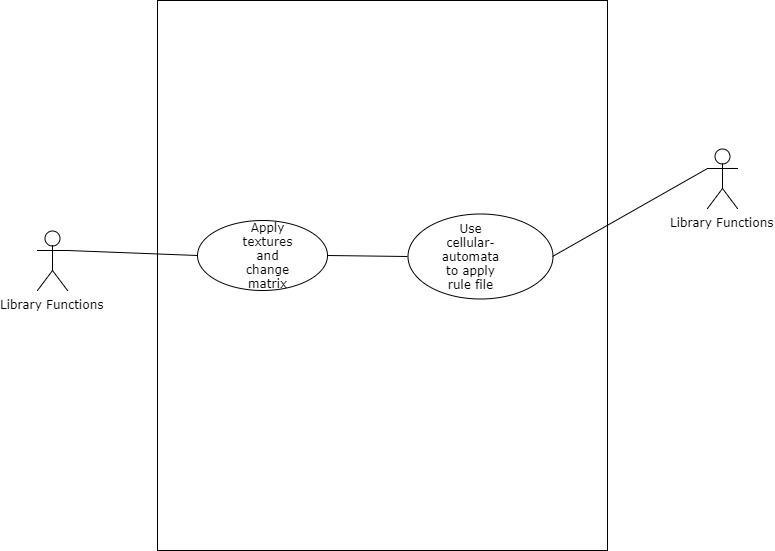 Library Functions
Apply
textures
and
change
matrix
Use
cellular-
automata
to apply
rule file
Library Functions